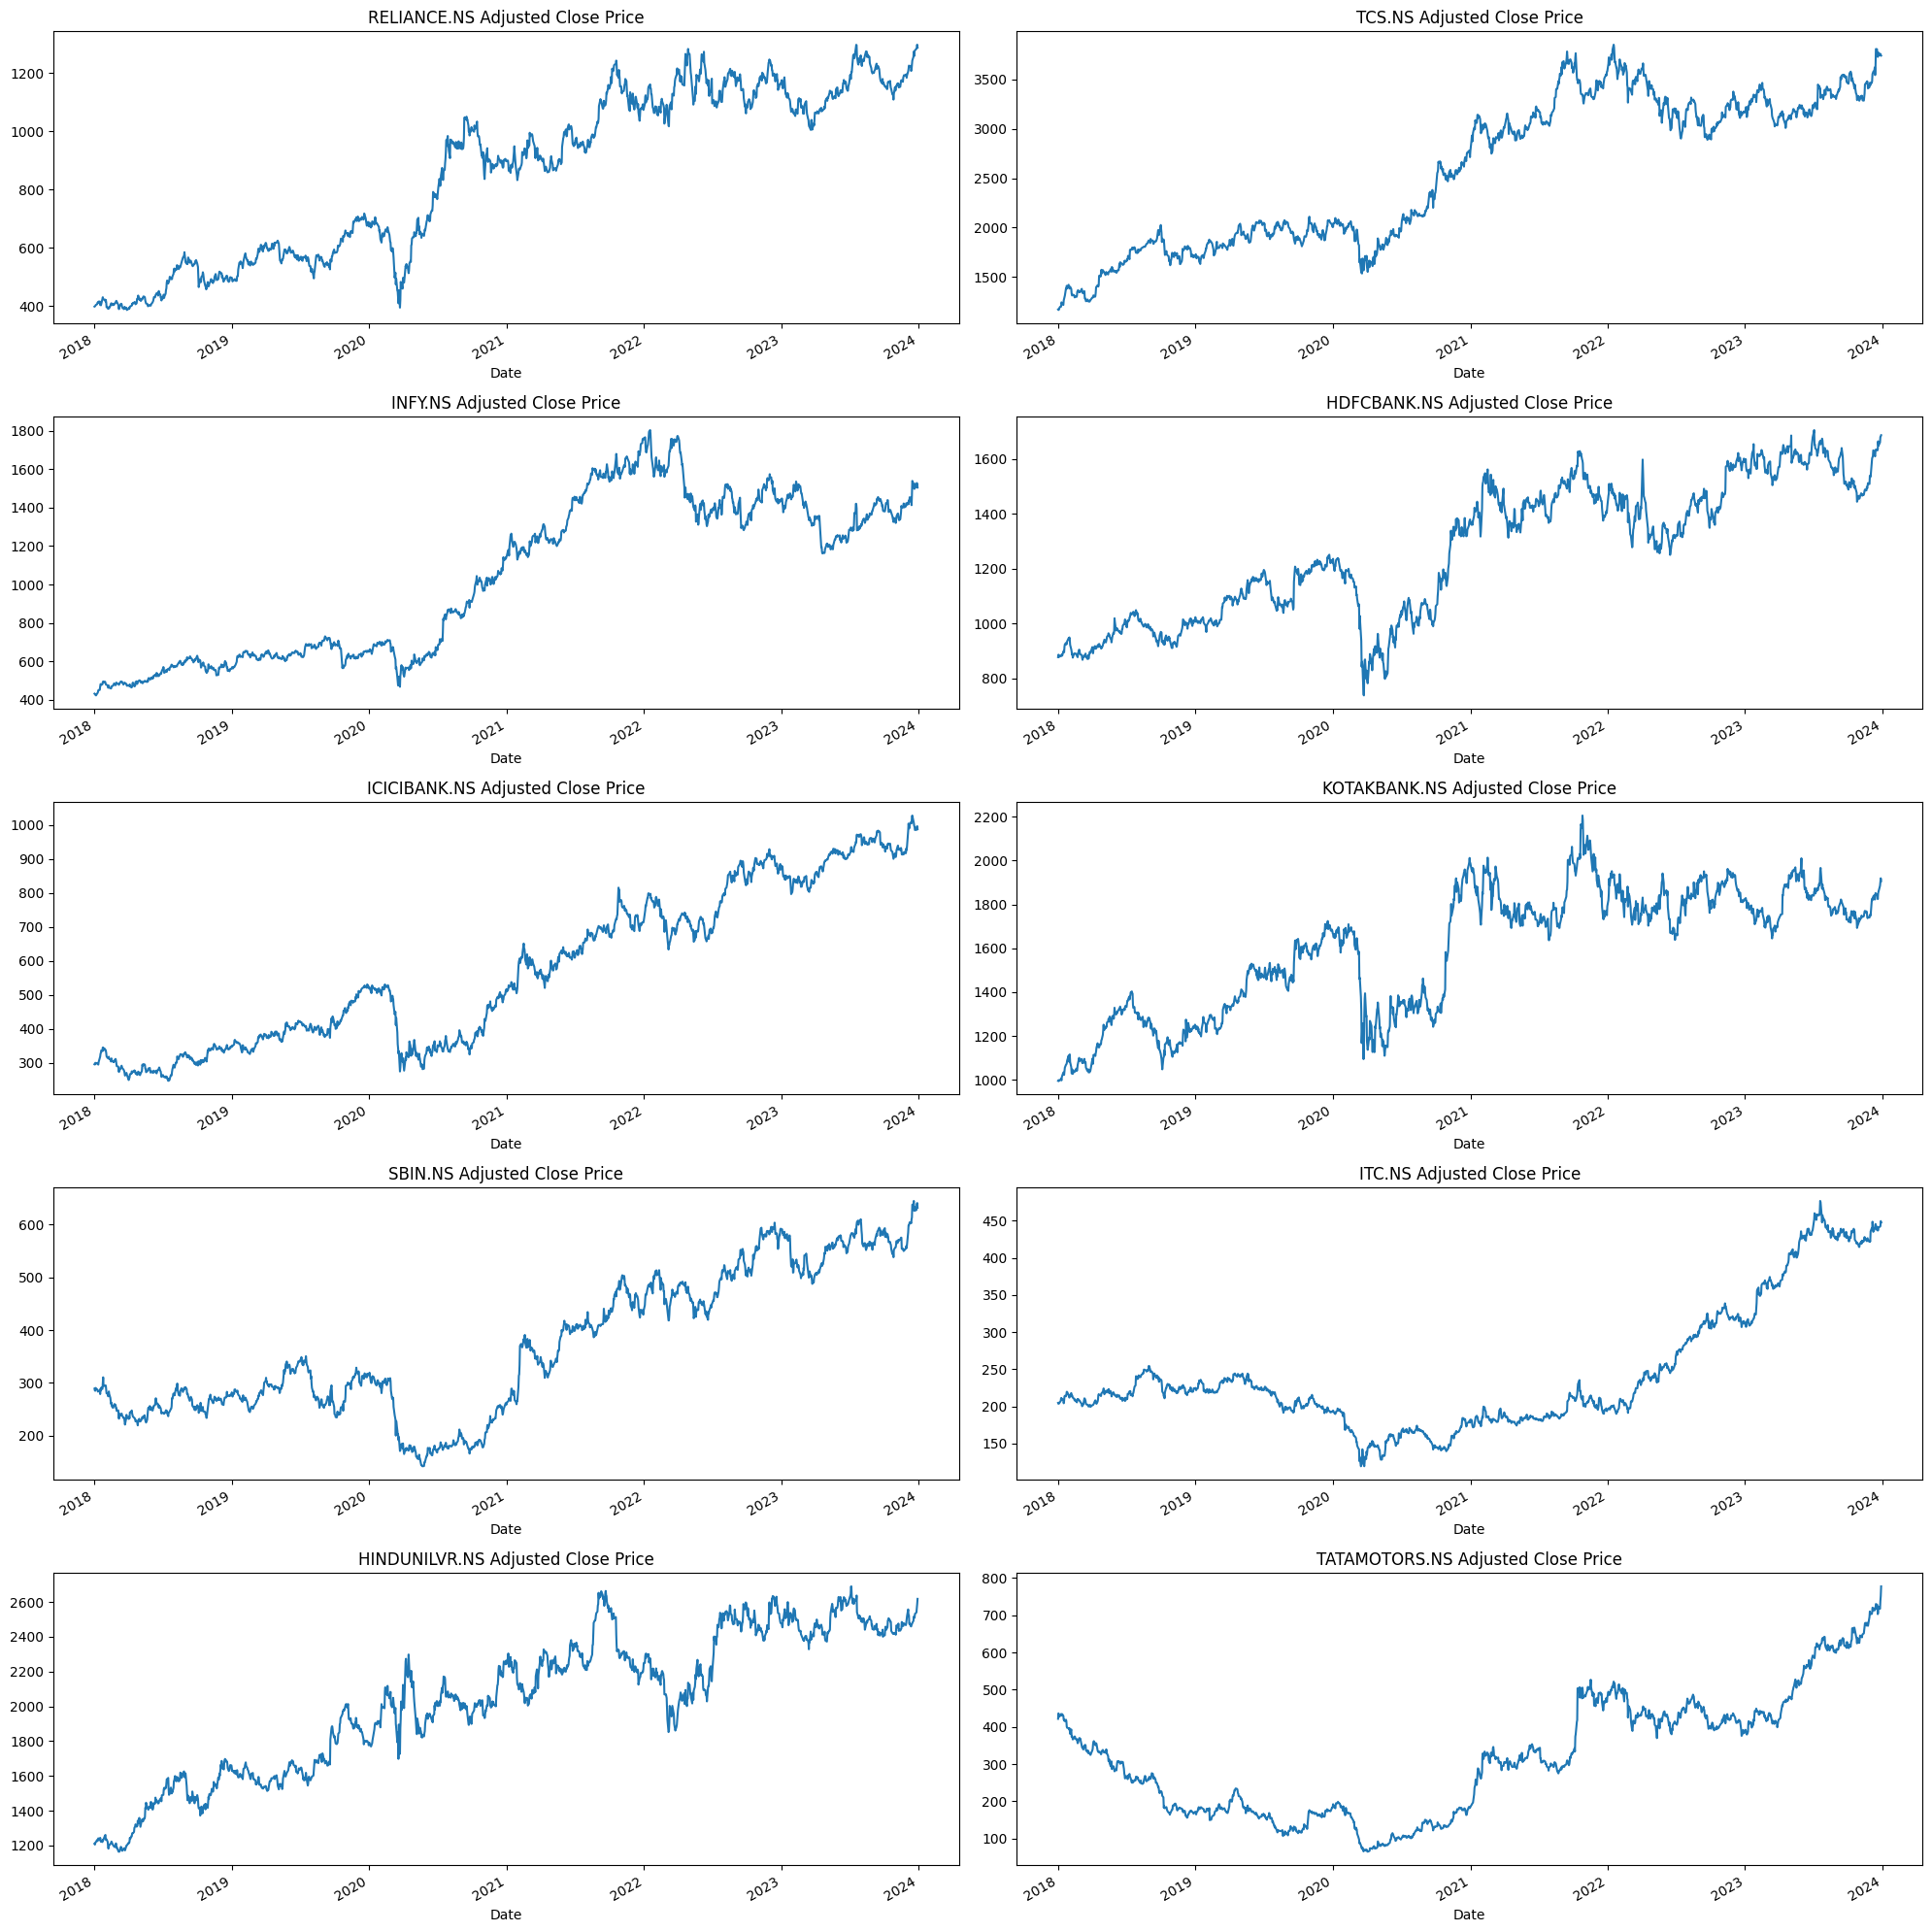 RELIANCE.NS Adjusted Close Price
1200
1000
800
600
400
2018 2019 2020 2021 2022 2023 2024
Date
TCS.NS Adjusted Close Price
3500
3000
2500
2000
1500
2018 2019 2020 2021 2022 2023 2024
Date
INFY.NS Adjusted Close Price
1800
1600
1400
1200
1000
800
600
400
2018 2019 2020 2021 2022 2023 2024
Date
HDFCBANK.NS Adjusted Close Price
1600
1400
1200
1000
800
2018 2019 2020 2021 2022 2023 2024
Date
ICICIBANK.NS Adjusted Close Price
1000
900
800
700
600
500
400
300
2018 2019 2020 2021 2022 2023 2024
Date
KOTAKBANK.NS Adjusted Close Price
2200
2000
1800
1600
1400
1200
1000
2018 2019 2020 2021 2022 2023 2024
Date
SBIN.NS Adjusted Close Price
600
500
400
300
200
2018 2019 2020 2021 2022 2023 2024
Date
ITC.NS Adjusted Close Price
450
400
350
300
250
200
150
2018 2019 2020 2021 2022 2023 2024
Date
HINDUNILVR.NS Adjusted Close Price
2600
2400
2200
2000
1800
1600
1400
1200
2018 2019 2020 2021 2022 2023 2024
Date
TATAMOTORS.NS Adjusted Close Price
800
700
600
500
400
300
200
100
2018 2019 2020 2021 2022 2023 2024
Date